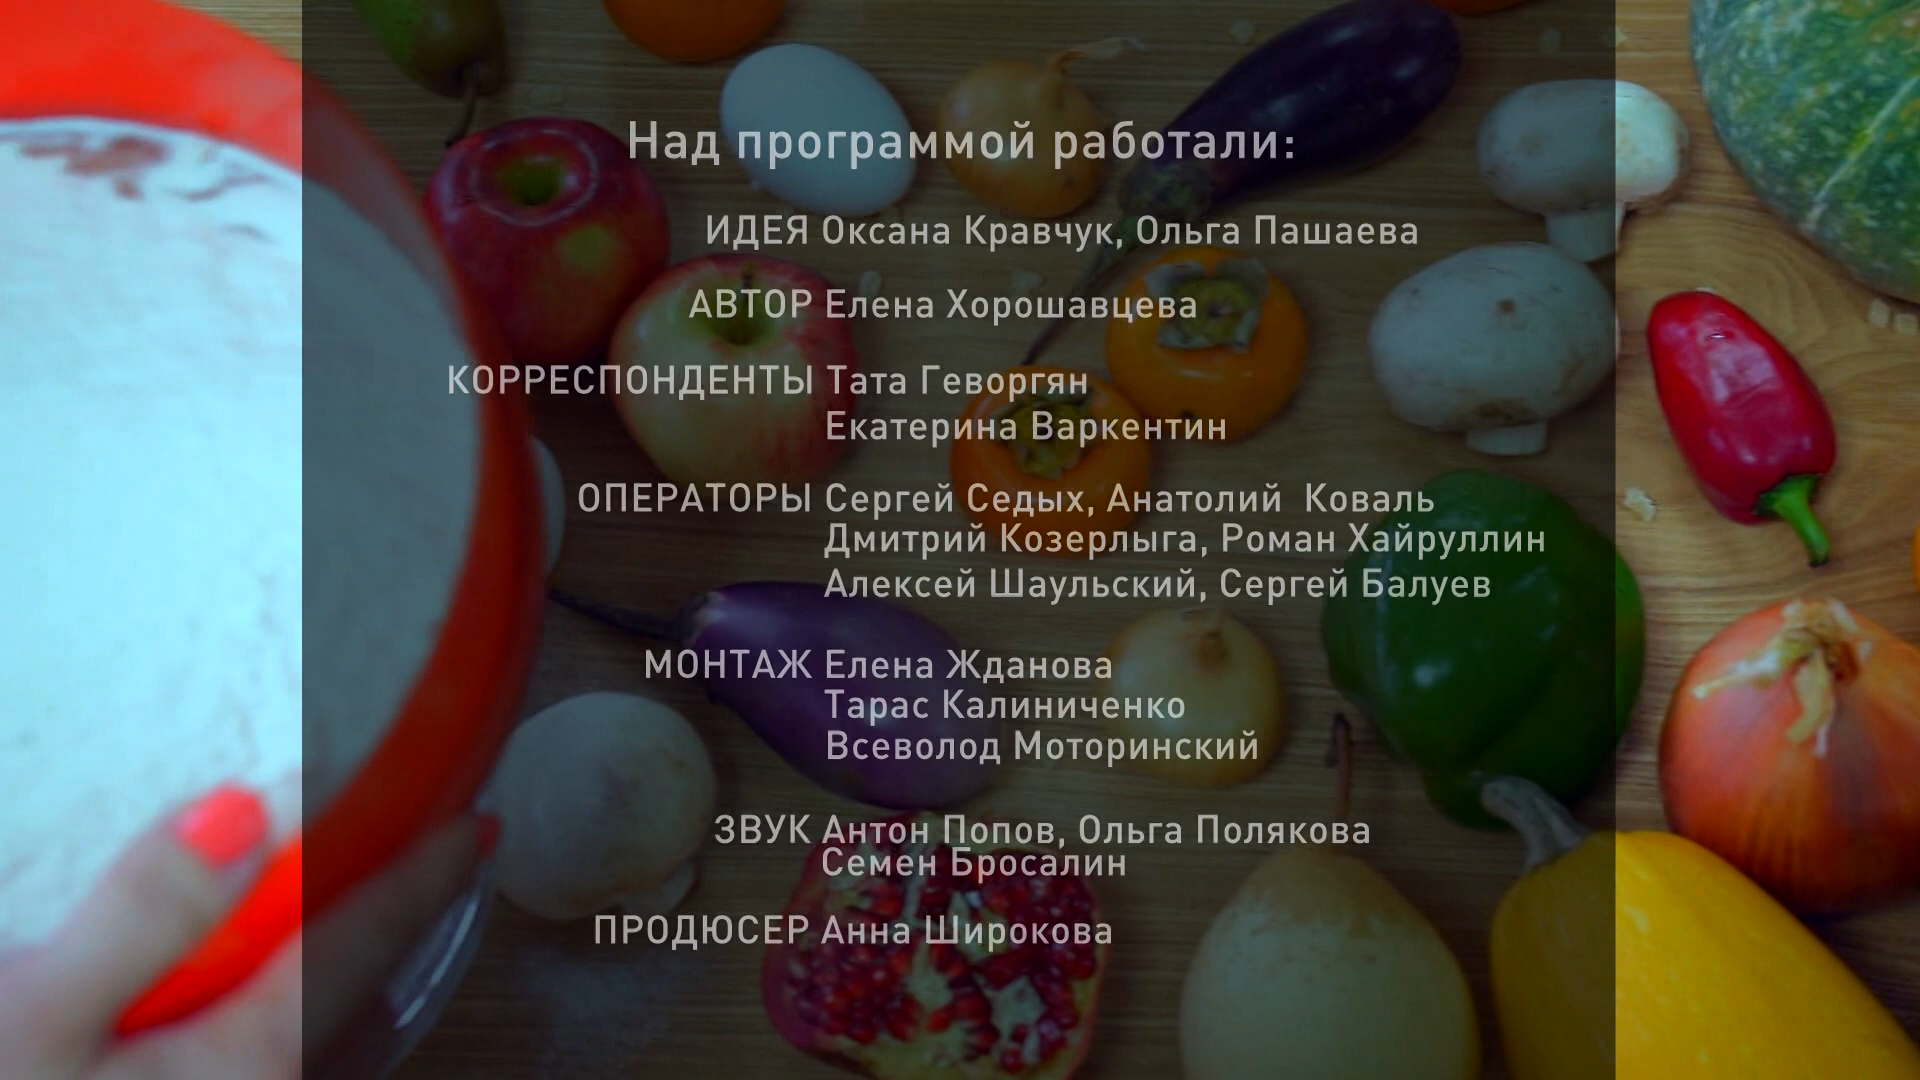 Над программой работали:
ИДЕЯ Оксана Кравчук, Ольга Пашаева
АВТОР Елена Хорошавцева
КОРРЕСПОНДЕНТЫ Тата Геворгян
Екатерина Варкентин
ОПЕРАТОРЫ Сергей Седых, Анатолий Коваль
Дмитрий Козерлыга, Роман Хайруллин
Алексей Шаульский, Сергей Балуев
МОНТАЖ Елена Жданова
Тарас Калиниченко
Всеволод Моторинский
ЗВУК Антон Попов, Ольга Полякова
Семен Бросалин
ПРОДЮСЕР Анна Широкова